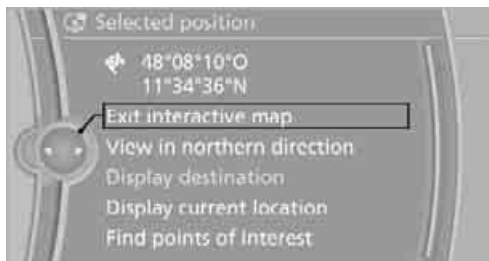 Selected position
48°08'10"O
11°34'36"N
Exit interactive map
View in northern direction
Display destination
Display current location
Find points of Interest